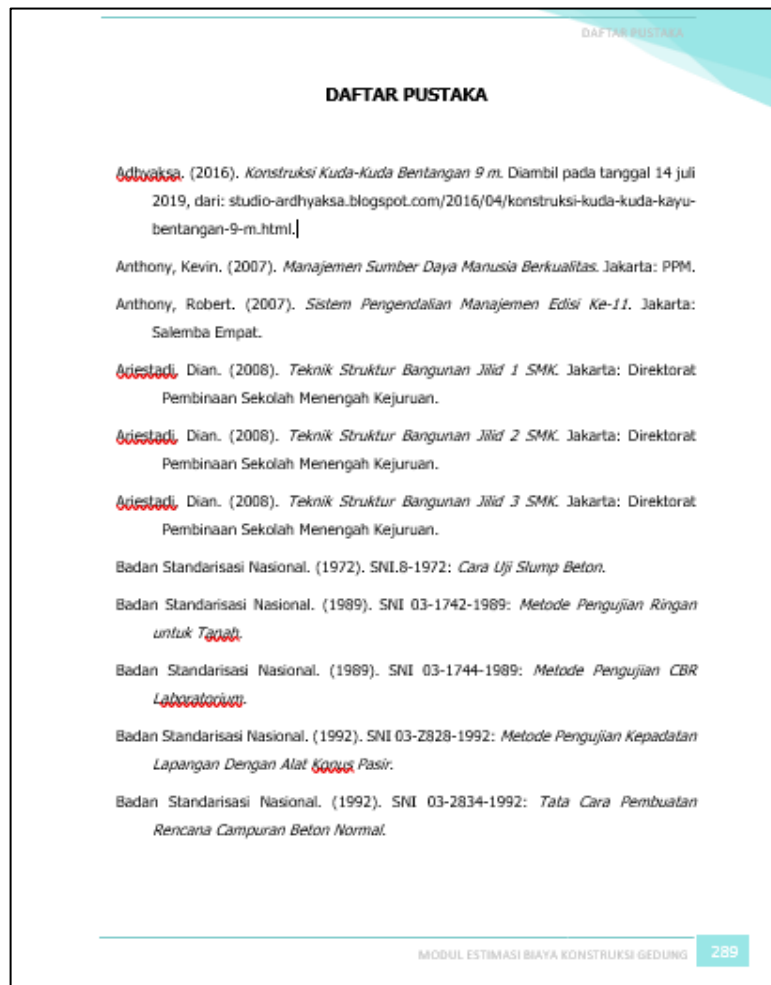 DAFTAR PUSTAKA
DAFTAR PUSTAKA
Adhyaksa. (2016). Konstruksi Kuda-Kuda Bentangan 9 m. Diambil pada tanggal 14 juli
2019, dari: studio-ardhyaksa.blogspot.com/2016/04/konstruksi-kuda-kuda-kayu-
bentangan-9-m.html.
Anthony, Kevin. (2007). Manajemen Sumber Daya Manusia Berkualitas. Jakarta: PPM.
Anthony, Robert. (2007). Sistem Pengendalian Manajemen Edisi Ke-11. Jakarta:
Salemba Empat.
Ariestadi, Dian. (2008). Teknik Struktur Bangunan Jilid 1 SMK. Jakarta: Direktorat
Pembinaan Sekolah Menengah Kejuruan.
Ariestadi, Dian. (2008). Teknik Struktur Bangunan Jilid 2 SMK. Jakarta: Direktorat
Pembinaan Sekolah Menengah Kejuruan.
Ariestadi, Dian. (2008). Teknik Struktur Bangunan Jilid 3 SMK. Jakarta: Direktorat
Pembinaan Sekolah Menengah Kejuruan.
Badan Standarisasi Nasional. (1972). SNI.8-1972: Cara Uji Slump Beton.
Badan Standarisasi Nasional. (1989). SNI 03-1742-1989: Metode Pengujian Ringan
untuk Tanah.
Badan Standarisasi Nasional. (1989). SNI 03-1744-1989: Metode Pengujian CBR
Laboratorium.
Badan Standarisasi Nasional. (1992). SNI 03-Z828-1992: Metode Pengujian Kepadatan
Lapangan Dengan Alat Konus Pasir.
Badan Standarisasi Nasional. (1992). SNI 03-2834-1992: Tata Cara Pembuatan
Rencana Campuran Beton Normal.
MODUL ESTIMASI BIAYA KONSTRUKSI GEDUNG 289